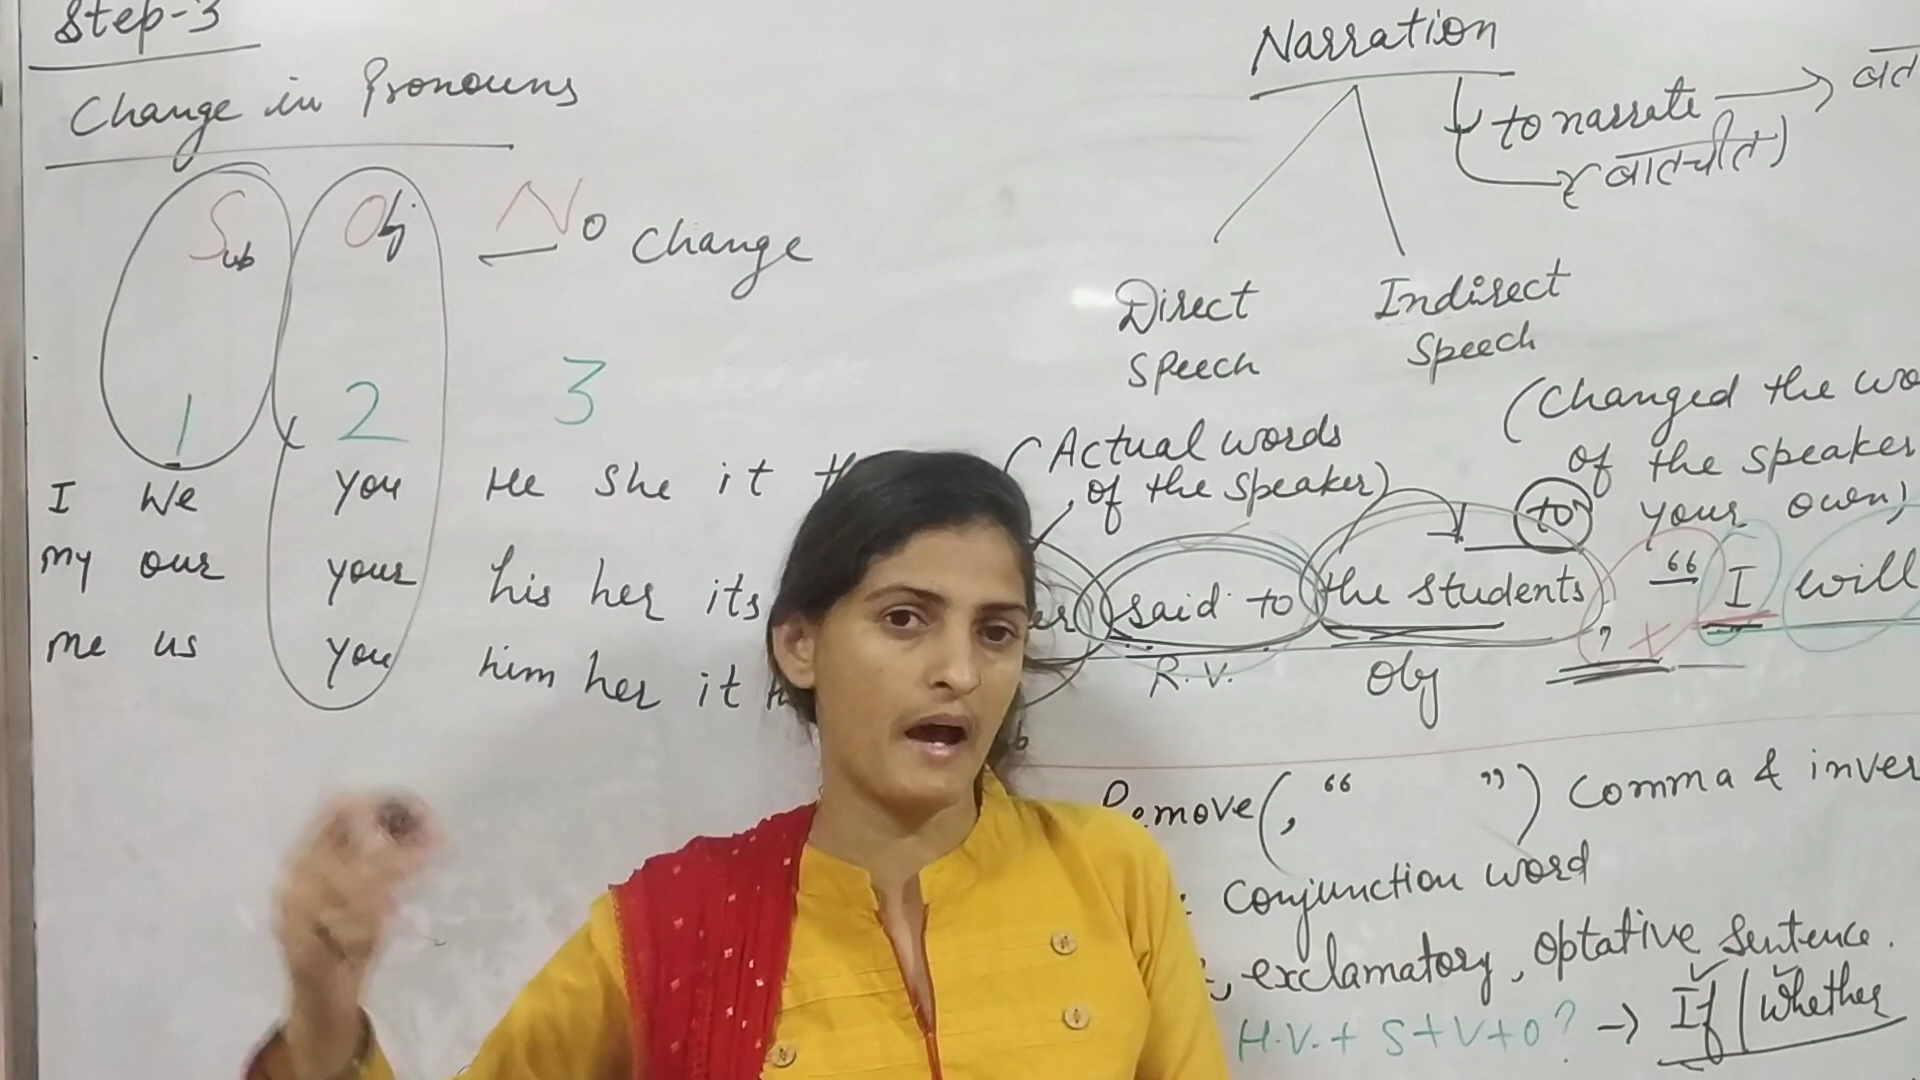 Step-3
Change in Pronouns
Sub Obj No Change
1 2 3
I We you He she it
my our your his her its
me us you him her it
Narration
to narrate
(बातचीत)
Direct Speech
Indirect Speech
(Actual words
of the speaker)
(Changed the
of the speaker
your own)
to
said to the students, “ I will
R.V. Obj
Remove (, “ ”) Comma &
: Conjunction word
, exclamatory, Optative sentence.
H.V. + S + V + O? → If / whether